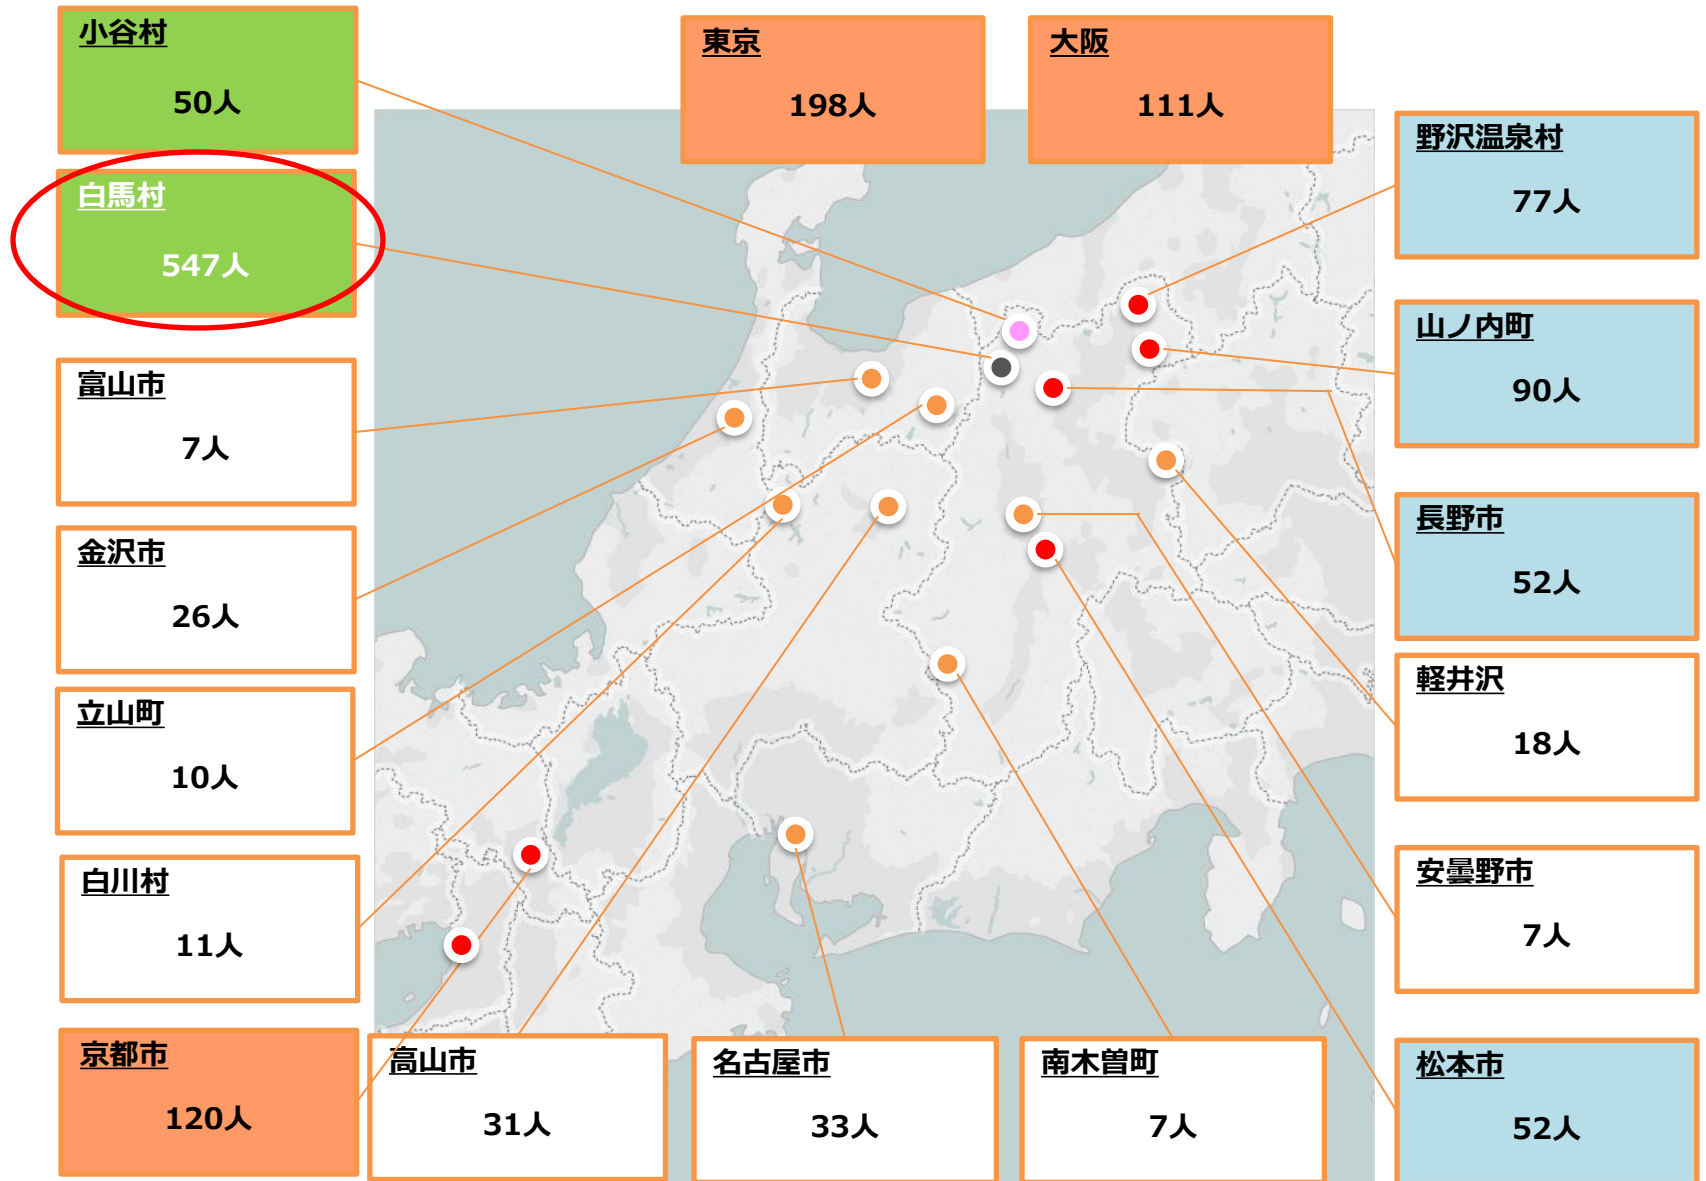 小谷村
50人
白馬村
547人
富山市
7人
金沢市
26人
立山町
10人
白川村
11人
京都市
120人
東京
198人
大阪
111人
高山市
31人
名古屋市
33人
南木曽町
7人
野沢温泉村
77人
山ノ内町
90人
長野市
52人
軽井沢
18人
安曇野市
7人
松本市
52人